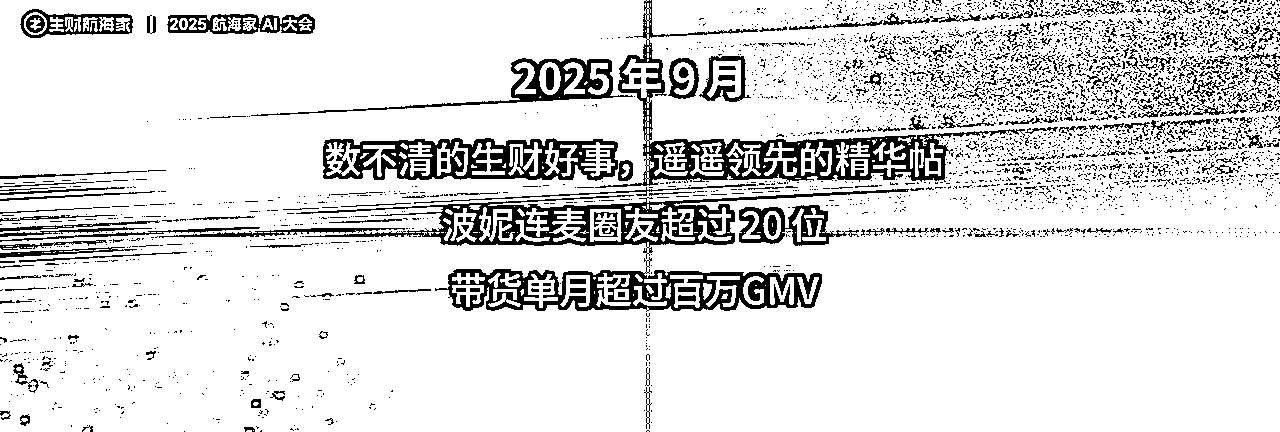 生财航海家 || 2025 航海家 AI 大会
2025 年 9 月
数不清的生财好事，遥遥领先的精华帖
波妮连麦圈友超过 20 位
带货单月超过百万GMV